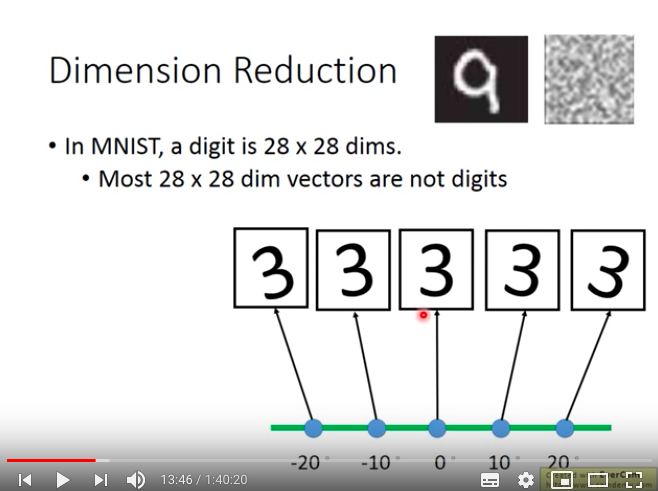 Dimension Reduction
9
• In MNIST, a digit is 28 x 28 dims.
• Most 28 x 28 dim vectors are not digits
3 3 3 3 3
-20° -10° 0° 10° 20°
13:46 / 1:40:20